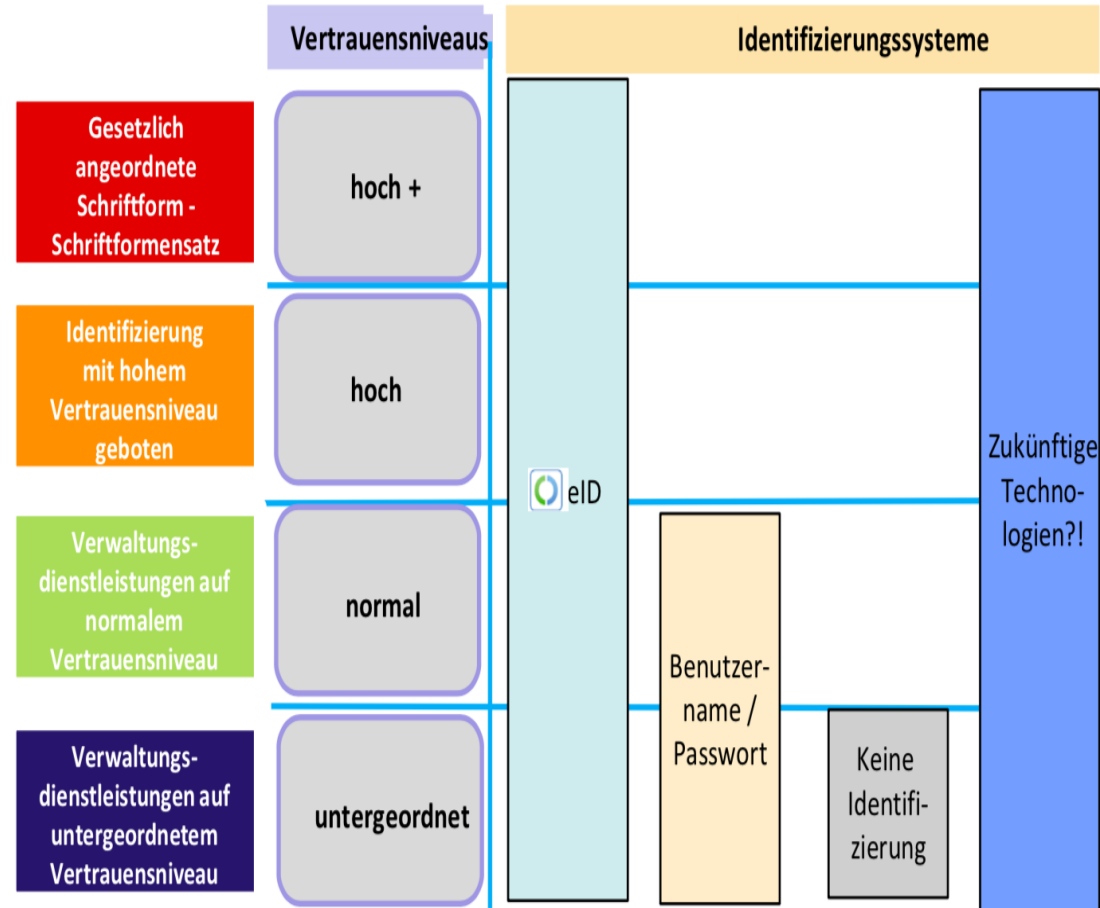 Vertrauensniveaus
Identifizierungssysteme
Gesetzlich
angeordnete
Schriftform -
Schriftformensatz
hoch +
Identifizierung
mit hohem
Vertrauensniveau
geboten
hoch
eID
Zukünftige
Techno-
logien?!
Verwaltungs-
dienstleistungen auf
normalem
Vertrauensniveau
normal
Benutzer-
name /
Passwort
Verwaltungs-
dienstleistungen auf
untergeordnetem
Vertrauensniveau
untergeordnet
Keine
Identifi-
zierung